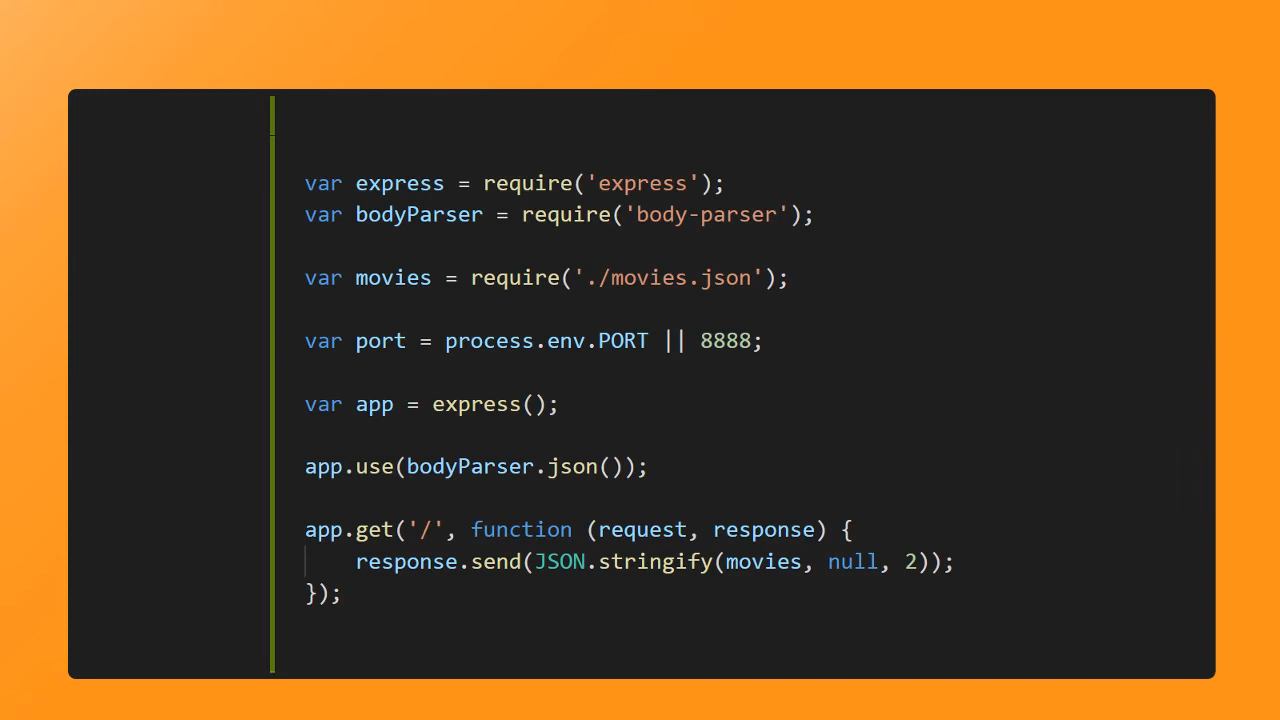 var express = require('express');
var bodyParser = require('body-parser');
var movies = require('./movies.json');
var port = process.env.PORT || 8888;
var app = express();
app.use(bodyParser.json());
app.get('/', function (request, response) {
    response.send(JSON.stringify(movies, null, 2));
});